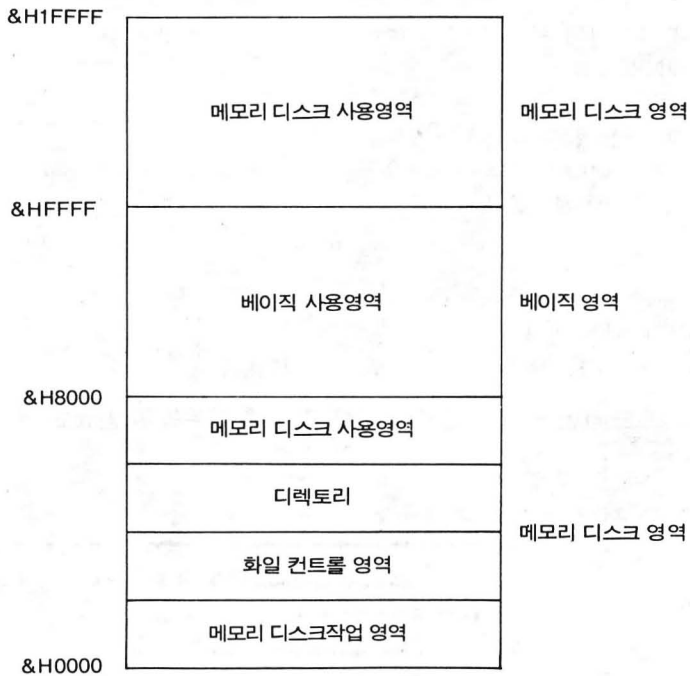 &H1FFFF
메모리 디스크 사용영역 메모리 디스크 영역
&HFFFF
베이직 사용영역 베이직 영역
&H8000
메모리 디스크 사용영역
디렉토리
메모리 디스크 영역
화일 컨트롤 영역
메모리 디스크작업 영역
&H0000